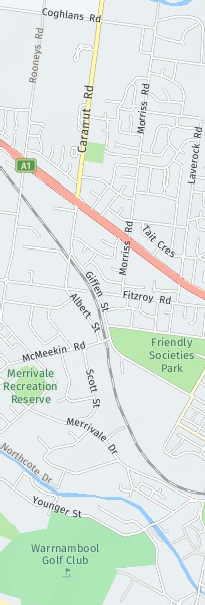 Coghlans Rd
Rooneys Rd
Caramut Rd
Morriss Rd
Laverock Rd
A1
Tait Cres
Morriss Rd
Giffen St
Fitzroy Rd
Albert St
Friendly
Societies
Park
McMeekin Rd
Merrivale
Recreation
Reserve
Scott St
Merrivale Dr
Northcote Dr
Younger St
Warrnambool
Golf Club